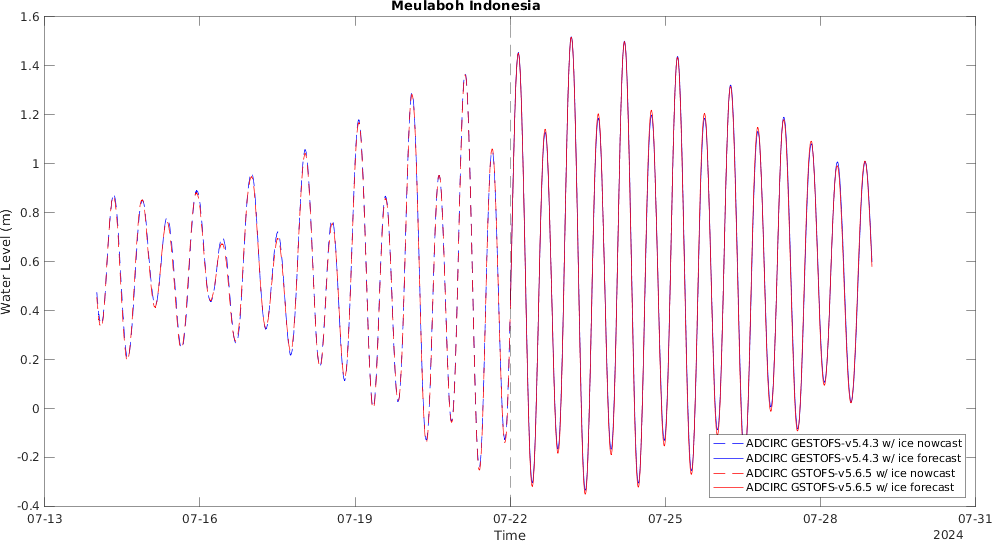 Meulaboh Indonesia
1.6
1.4
1.2
1
0.8
0.6
0.4
0.2
0
-0.2
-0.4
Water Level (m)
ADCIRC GESTOFS-v5.4.3 w/ ice nowcast
ADCIRC GESTOFS-v5.4.3 w/ ice forecast
ADCIRC GSTOFS-v5.6.5 w/ ice nowcast
ADCIRC GSTOFS-v5.6.5 w/ ice forecast
07-13 07-16 07-19 07-22 07-25 07-28 07-31
Time
2024